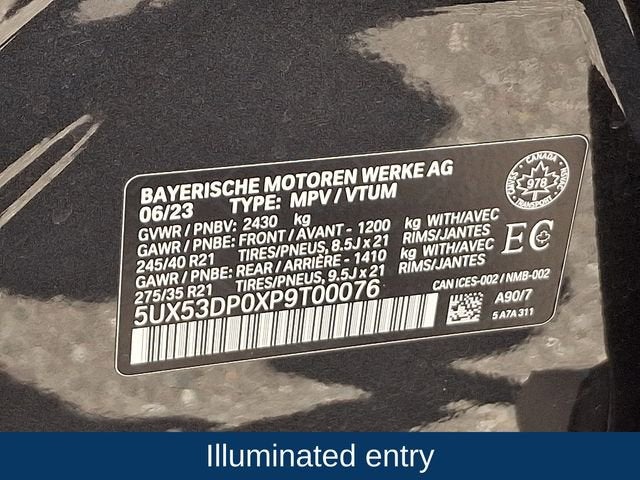 BAYERISCHE MOTOREN WERKE AG
06/23 TYPE: MPV / VTUM
GVWR / PNBV: 2430 kg
GAWR / PNBE: FRONT / AVANT - 1200 kg WITH/AVEC
245/40 R21 TIRES/PNEUS, 8.5J x 21 RIMS/JANTES
GAWR / PNBE: REAR / ARRIÈRE - 1410 kg WITH/AVEC
275/35 R21 TIRES/PNEUS, 9.5J x 21 RIMS/JANTES
5UX53DP0XP9T00076
CANADA
978
TRANSPORT
EC
CAN ICES-002 / NMB-002
A90/7
5 A7A 311
Illuminated entry